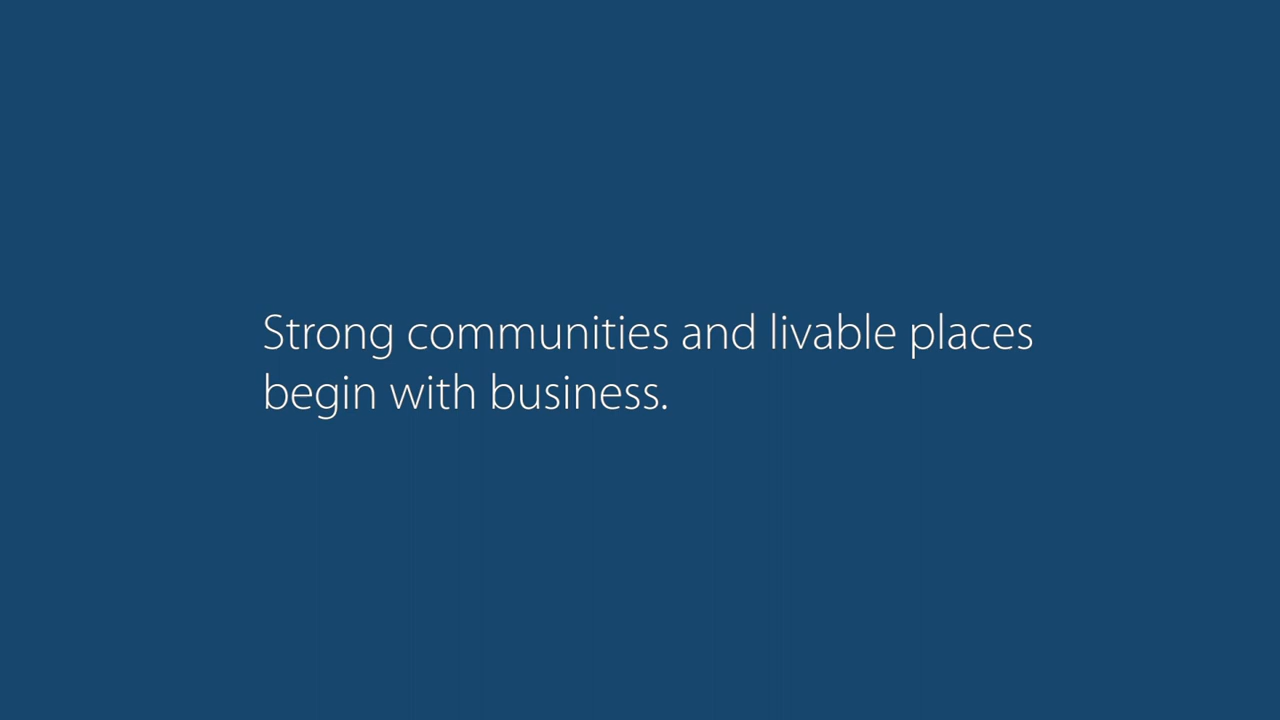 Strong communities and livable places
begin with business.